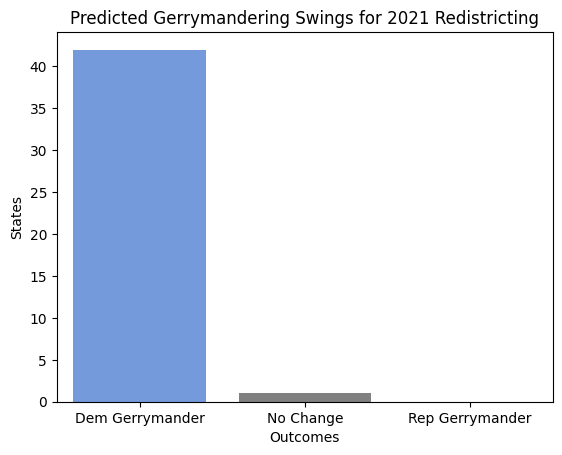 Predicted Gerrymandering Swings for 2021 Redistricting
40
35
30
25
20
15
10
5
0
States
Dem Gerrymander No Change Rep Gerrymander
Outcomes